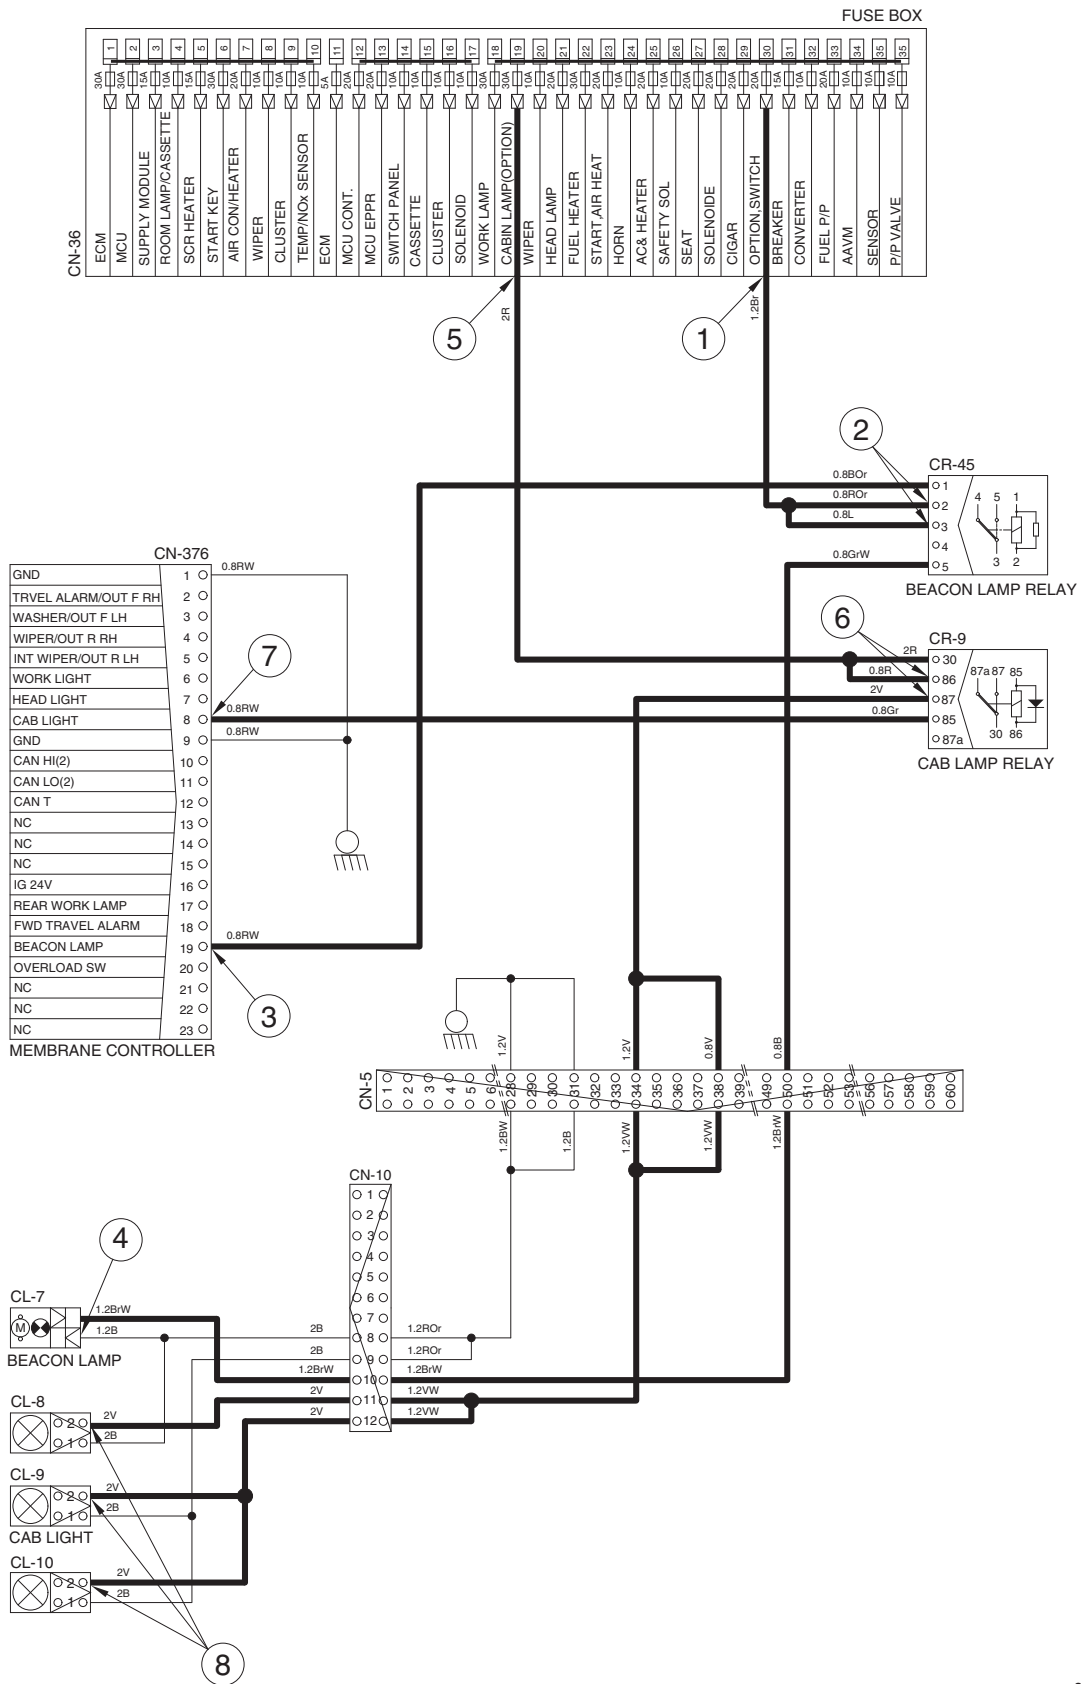 FUSE BOX
1 2 3 4 5 6 7 8 9 10 11 12 13 14 15 16 17 18 19 20 21 22 23 24 25 26 27 28 29 30 31 32 33 34 35 35
30A 30A 15A 10A 15A 30A 20A 10A 10A 10A 5A 20A 20A 5A 10A 10A 10A 30A 30A 10A 20A 20A 10A 20A 10A 20A 20A 20A 10A 20A 15A 10A 20A 10A 10A 10A
CN-36
ECM
MCU
SUPPLY MODULE
ROOM LAMP/CASSETTE
SCR HEATER
START KEY
AIR CON/HEATER
WIPER
CLUSTER
TEMP/NOx SENSOR
ECM
MCU CONT.
MCU EPPR
SWITCH PANEL
CASSETTE
CLUSTER
SOLENOID
WORK LAMP
CABIN LAMP(OPTION)
WIPER
HEAD LAMP
FUEL HEATER
START,AIR HEAT
HORN
AC& HEATER
SAFETY SOL
SEAT
SOLENOIDE
CIGAR
OPTION,SWITCH
BREAKER
CONVERTER
FUEL P/P
AAVM
SENSOR
P/P VALVE
5
2R
1
1.2Br
2
CR-45
0.8BOr 1
0.8ROr 2
0.8L 3
4
0.8GrW 5
4 5 1
3 2
BEACON LAMP RELAY
6
CR-9
2R 30
0.8R 86
2V 87
0.8Gr 85
87a
87a 87 85
30 86
CAB LAMP RELAY
CN-376
GND 1 0.8RW
TRVEL ALARM/OUT F RH 2
WASHER/OUT F LH 3
WIPER/OUT R RH 4
INT WIPER/OUT R LH 5
WORK LIGHT 6
HEAD LIGHT 7
CAB LIGHT 8 0.8RW
GND 9 0.8RW
CAN HI(2) 10
CAN LO(2) 11
CAN T 12
NC 13
NC 14
NC 15
IG 24V 16
REAR WORK LAMP 17
FWD TRAVEL ALARM 18
BEACON LAMP 19 0.8RW
OVERLOAD SW 20
NC 21
NC 22
NC 23
MEMBRANE CONTROLLER
7
3
1.2V 1.2V 0.8V 0.8B
CN-5
1 2 3 4 5 6 28 29 30 31 32 33 34 35 36 37 38 39 49 50 51 52 53 56 57 58 59 60
1.2BW 1.2B 1.2VW 1.2VW 1.2BrW
CN-10
1
2
3
4
5
6
7
2B 8 1.2ROr
2B 9 1.2ROr
1.2BrW 10 1.2BrW
2V 11 1.2VW
2V 12 1.2VW
4
CL-7
M
1.2BrW
1.2B
BEACON LAMP
CL-8
2 2V
1 2B
CL-9
2 2V
1 2B
CAB LIGHT
CL-10
2 2V
1 2B
8